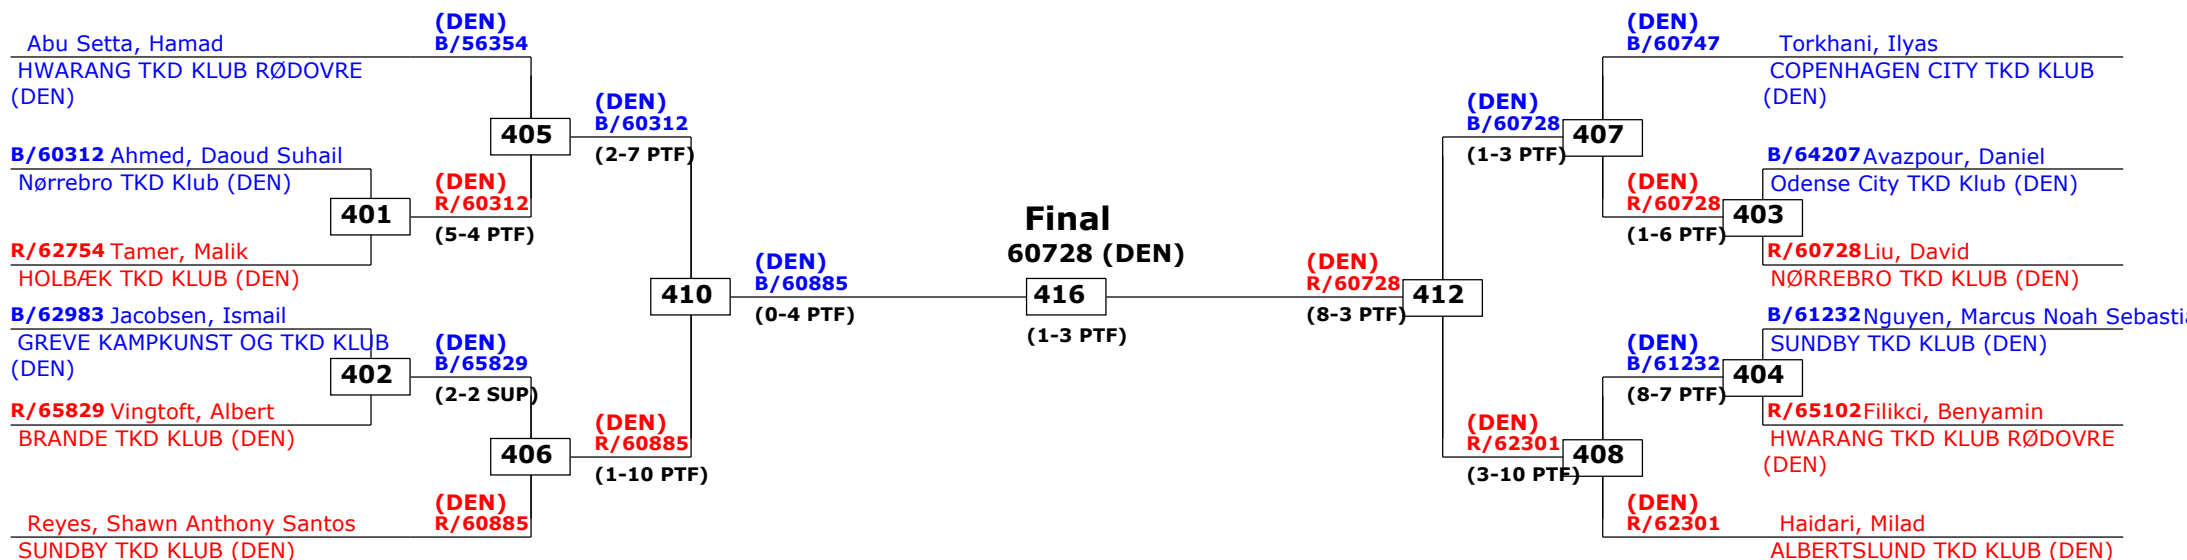 (DEN)
B/56354
Abu Setta, Hamad
HWARANG TKD KLUB RØDOVRE
(DEN)
405
(DEN)
B/60312
(2-7 PTF)
B/60312 Ahmed, Daoud Suhail
Nørrebro TKD Klub (DEN)
401
(DEN)
R/60312
(5-4 PTF)
R/62754 Tamer, Malik
HOLBÆK TKD KLUB (DEN)
410
(DEN)
B/60885
(0-4 PTF)
B/62983 Jacobsen, Ismail
GREVE KAMPKUNST OG TKD KLUB
(DEN)
402
(DEN)
B/65829
(2-2 SUP)
R/65829 Vingtoft, Albert
BRANDE TKD KLUB (DEN)
406
(DEN)
R/60885
(1-10 PTF)
(DEN)
R/60885
Reyes, Shawn Anthony Santos
SUNDBY TKD KLUB (DEN)
Final
60728 (DEN)
416
(1-3 PTF)
(DEN)
R/60728
(8-3 PTF)
412
(DEN)
B/60728
(1-3 PTF)
407
(DEN)
B/60747
Torkhani, Ilyas
COPENHAGEN CITY TKD KLUB
(DEN)
B/64207 Avazpour, Daniel
Odense City TKD Klub (DEN)
(DEN)
R/60728
(1-6 PTF)
403
R/60728 Liu, David
NØRREBRO TKD KLUB (DEN)
B/61232 Nguyen, Marcus Noah Sebastia
SUNDBY TKD KLUB (DEN)
(DEN)
B/61232
(8-7 PTF)
404
R/65102 Filikci, Benyamin
HWARANG TKD KLUB RØDOVRE
(DEN)
(DEN)
R/62301
(3-10 PTF)
408
(DEN)
R/62301
Haidari, Milad
ALBERTSLUND TKD KLUB (DEN)